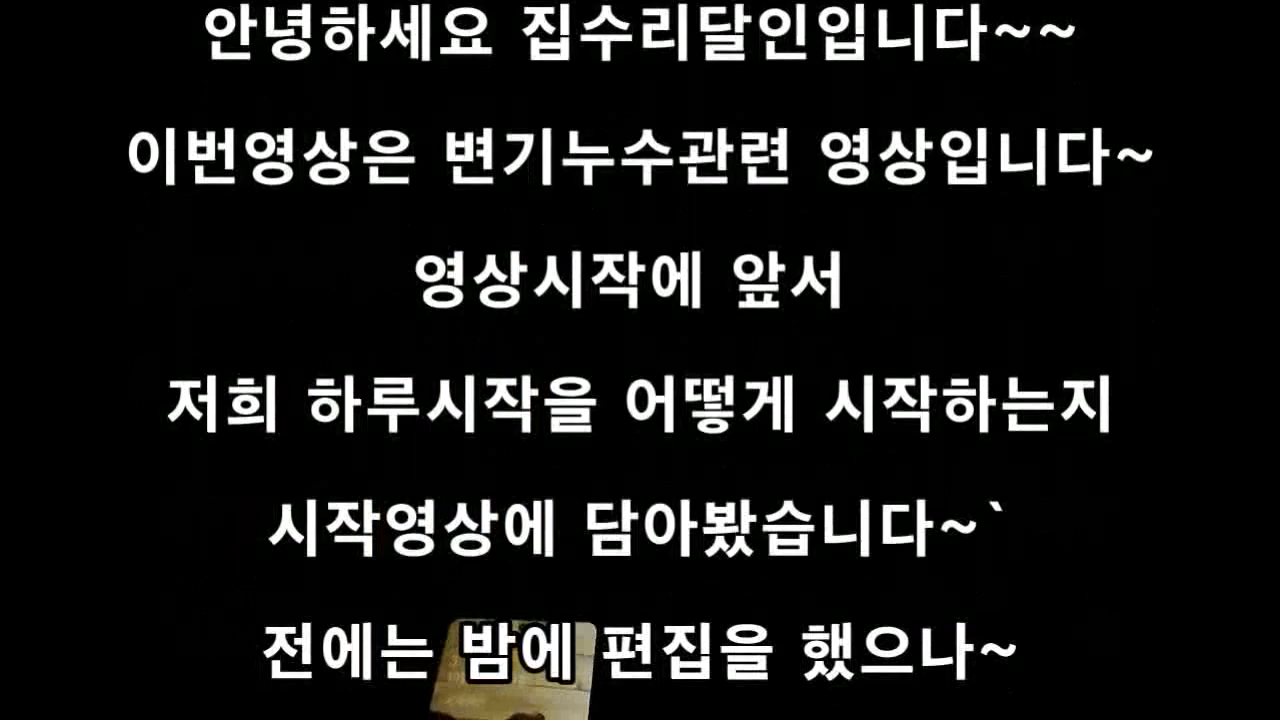 안녕하세요 집수리달인입니다~~
이번영상은 변기누수관련 영상입니다~
영상시작에 앞서
저희 하루시작을 어떻게 시작하는지
시작영상에 담아봤습니다~`
전에는 밤에 편집을 했으나~